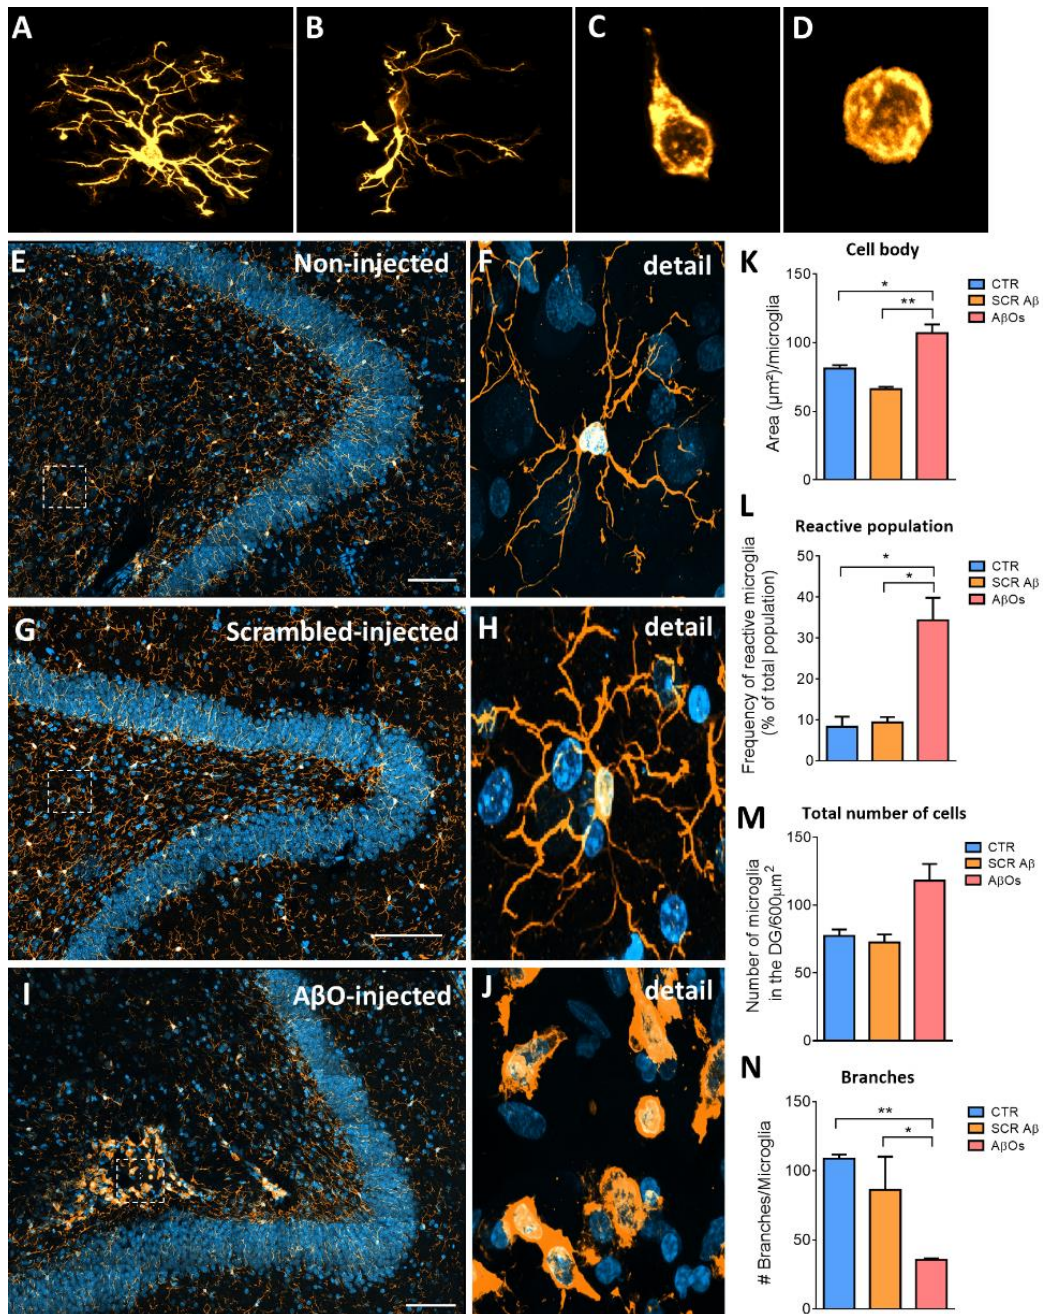 A
B
C
D
E
Non-injected
F
detail
G
Scrambled-injected
H
detail
I
AβO-injected
J
detail
K
Cell body
Area (µm²)/microglia
150
100
50
0
*
**
CTR
SCR Aβ
AβOs
L
Reactive population
Frequency of reactive microglia
(% of total population)
50
40
30
20
10
0
*
*
CTR
SCR Aβ
AβOs
M
Total number of cells
Number of microglia
in the DG/600µm²
150
100
50
0
CTR
SCR Aβ
AβOs
N
Branches
# Branches/Microglia
150
100
50
0
**
*
CTR
SCR Aβ
AβOs